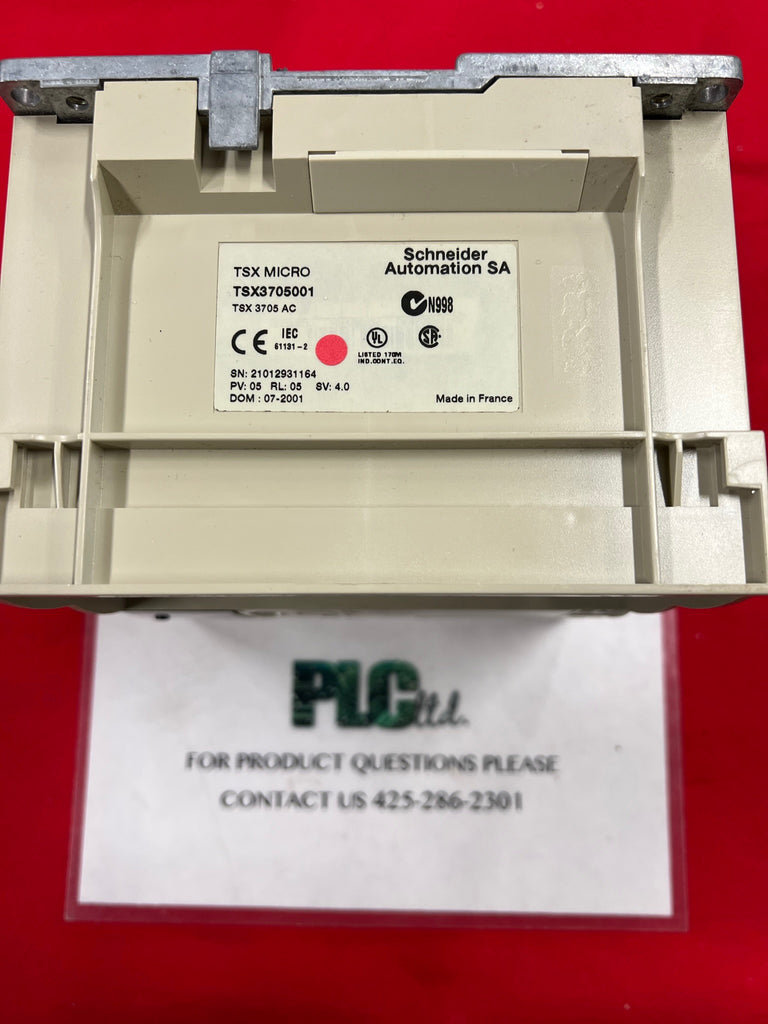 TSX MICRO
TSX3705001
TSX 3705 AC
Schneider
Automation SA
N998
CE IEC
61131-2
UL
LISTED 170M
IND.CONT.EQ.
SA
SN: 21012931164
PV: 05 RL: 05 SV: 4.0
DOM : 07-2001
Made in France
PLC ltd.
FOR PRODUCT QUESTIONS PLEASE
CONTACT US 425-286-2301